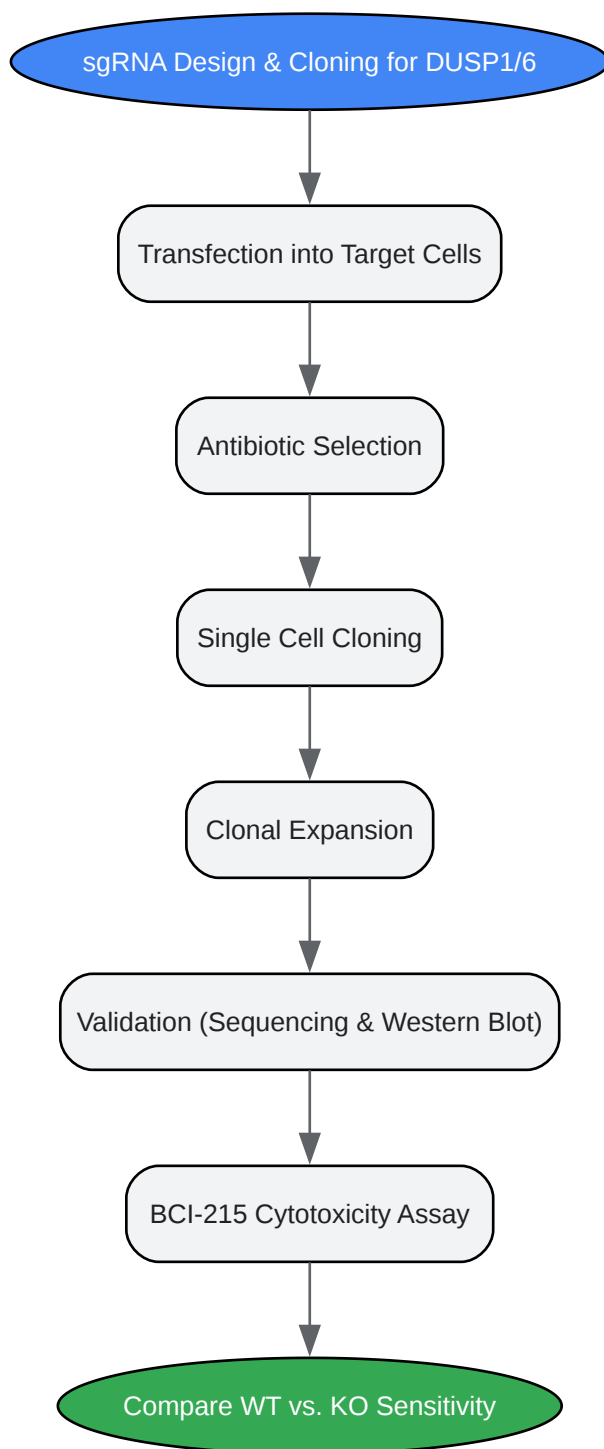 sgRNA Design & Cloning for DUSP1/6
Transfection into Target Cells
Antibiotic Selection
Single Cell Cloning
Clonal Expansion
Validation (Sequencing & Western Blot)
BCI-215 Cytotoxicity Assay
Compare WT vs. KO Sensitivity